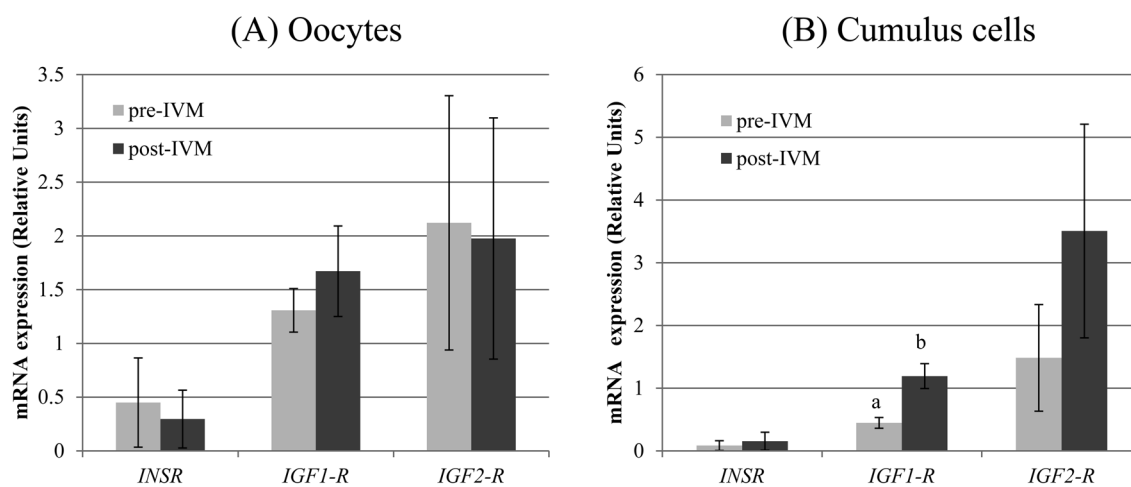 (A) Oocytes
mRNA expression (Relative Units)
3.5
3
2.5
2
1.5
1
0.5
0
pre-IVM
post-IVM
INSR
IGF1-R
IGF2-R
(B) Cumulus cells
mRNA expression (Relative Units)
6
5
4
3
2
1
0
pre-IVM
post-IVM
a
b
INSR
IGF1-R
IGF2-R